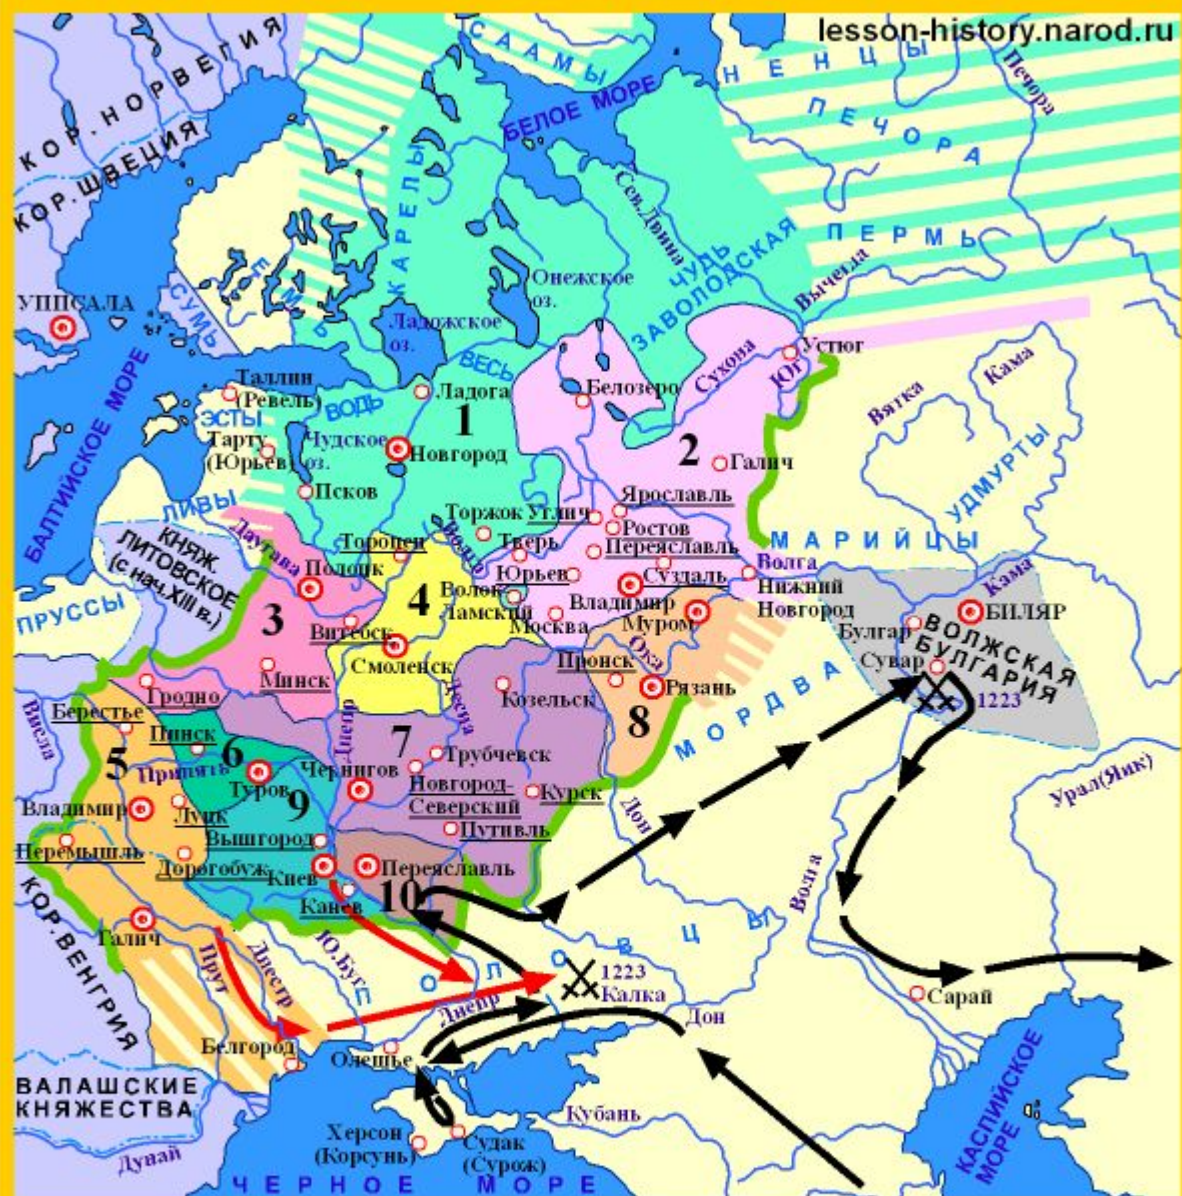 lesson-history.narod.ru
КОР. НОРВЕГИЯ
КОР. ШВЕЦИЯ
СААМЫ
НЕНЦЫ
Печора
ПЕЧОРА
БЕЛОЕ МОРЕ
КАРЕЛЫ
Сев.Двина
ПЕРМЬ
ЧУДЬ
ЗАВОЛОДСКАЯ
Вычегда
Онежское
оз.
ЕМЬ
СУМЬ
УППСАЛА
Ладожское
оз.
ВЕСЬ
Устюг
Юг
Сухона
Кама
Вятка
БАЛТИЙСКОЕ МОРЕ
Таллин
(Ревель)
Ладога
Белозеро
ЭСТЫ
ВОДЬ
1
2
Тарту
(Юрьев)
Чудское
оз.
Новгород
Галич
УДМУРТЫ
Псков
ЛИВЫ
Торжок
Углич
Ярославль
Ростов
КНЯЖ.
ЛИТОВСКОЕ
(с нач.XIII в.)
Даугава
Торопец
Волга
Тверь
Переяславль
МАРИЙЦЫ
Полоцк
Юрьев
Суздаль
Волга
Нижний
Новгород
Кама
ПРУССЫ
3
4
Волок
Ламский
Владимир
Москва
Муром
БИЛЯР
Булгар
ВОЛЖСКАЯ
БУЛГАРИЯ
Витебск
Смоленск
Ока
Пронск
Сувар
1223
Минск
Гродно
Козельск
Рязань
МОРДВА
Висла
Берестье
Пинск
Днепр
Десна
8
5
6
7
Трубчевск
Припять
Туров
Чернигов
Новгород-
Северский
Курск
Урал(Яик)
Владимир
Луцк
9
Дон
Вышгород
Путивль
Перемышль
Дорогобуж
Киев
Переяславль
Волга
Канев
10
КОР. ВЕНГРИЯ
Галич
Прут
Днестр
Ю.Буг
ПОЛОВЦЫ
1223
Калка
Днепр
Дон
Сарай
Белгород
Олешье
ВАЛАШСКИЕ
КНЯЖЕСТВА
Кубань
КАСПИЙСКОЕ
МОРЕ
Дунай
Херсон
(Корсунь)
Судак
(Сурож)
ЧЕРНОЕ МОРЕ